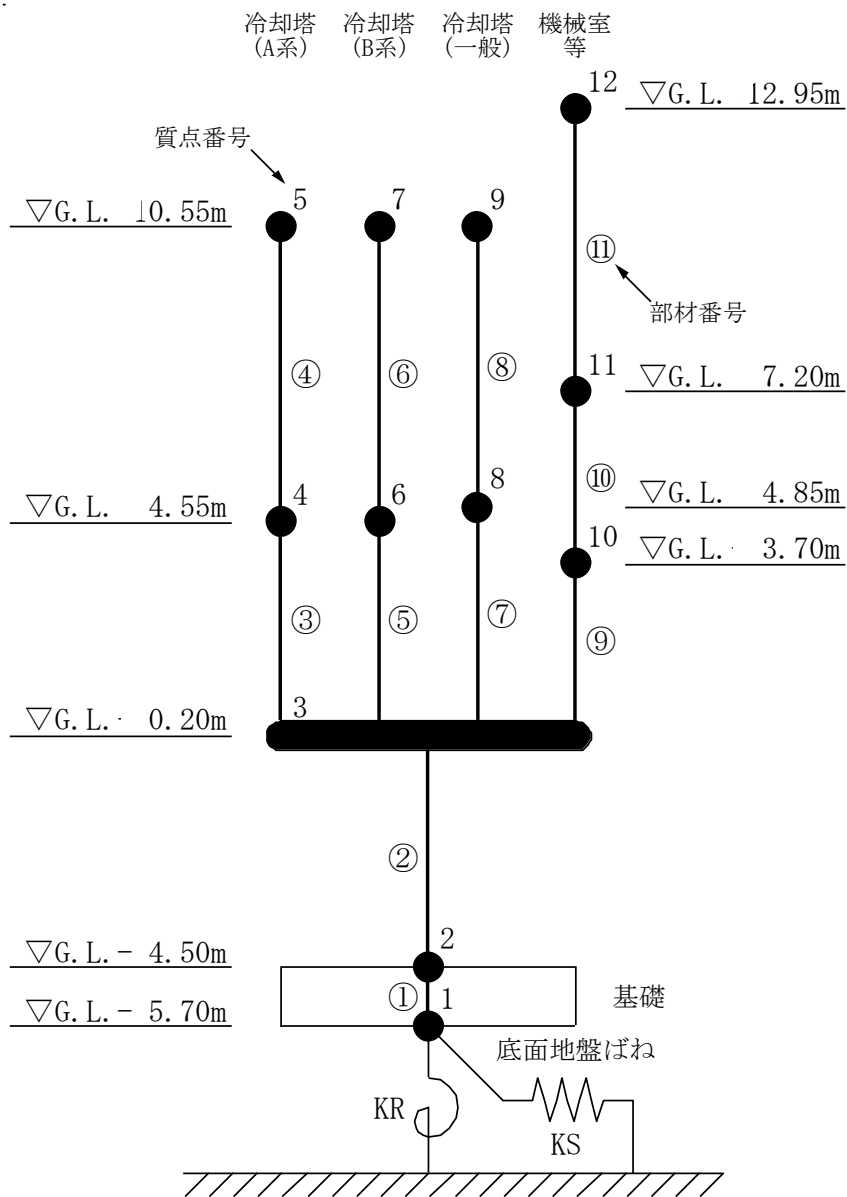 冷却塔 冷却塔 冷却塔 機械室
(A系) (B系) (一般) 等
12
▽G.L. 12.95m
質点番号
5
7
9
▽G.L. 10.55m
⑪
部材番号
④
⑥
⑧
11
▽G.L. 7.20m
4
6
8
⑩
▽G.L. 4.85m
▽G.L. 4.55m
10
▽G.L. 3.70m
③
⑤
⑦
⑨
3
▽G.L. 0.20m
②
2
▽G.L.- 4.50m
①
1
基礎
▽G.L.- 5.70m
底面地盤ばね
KR
KS